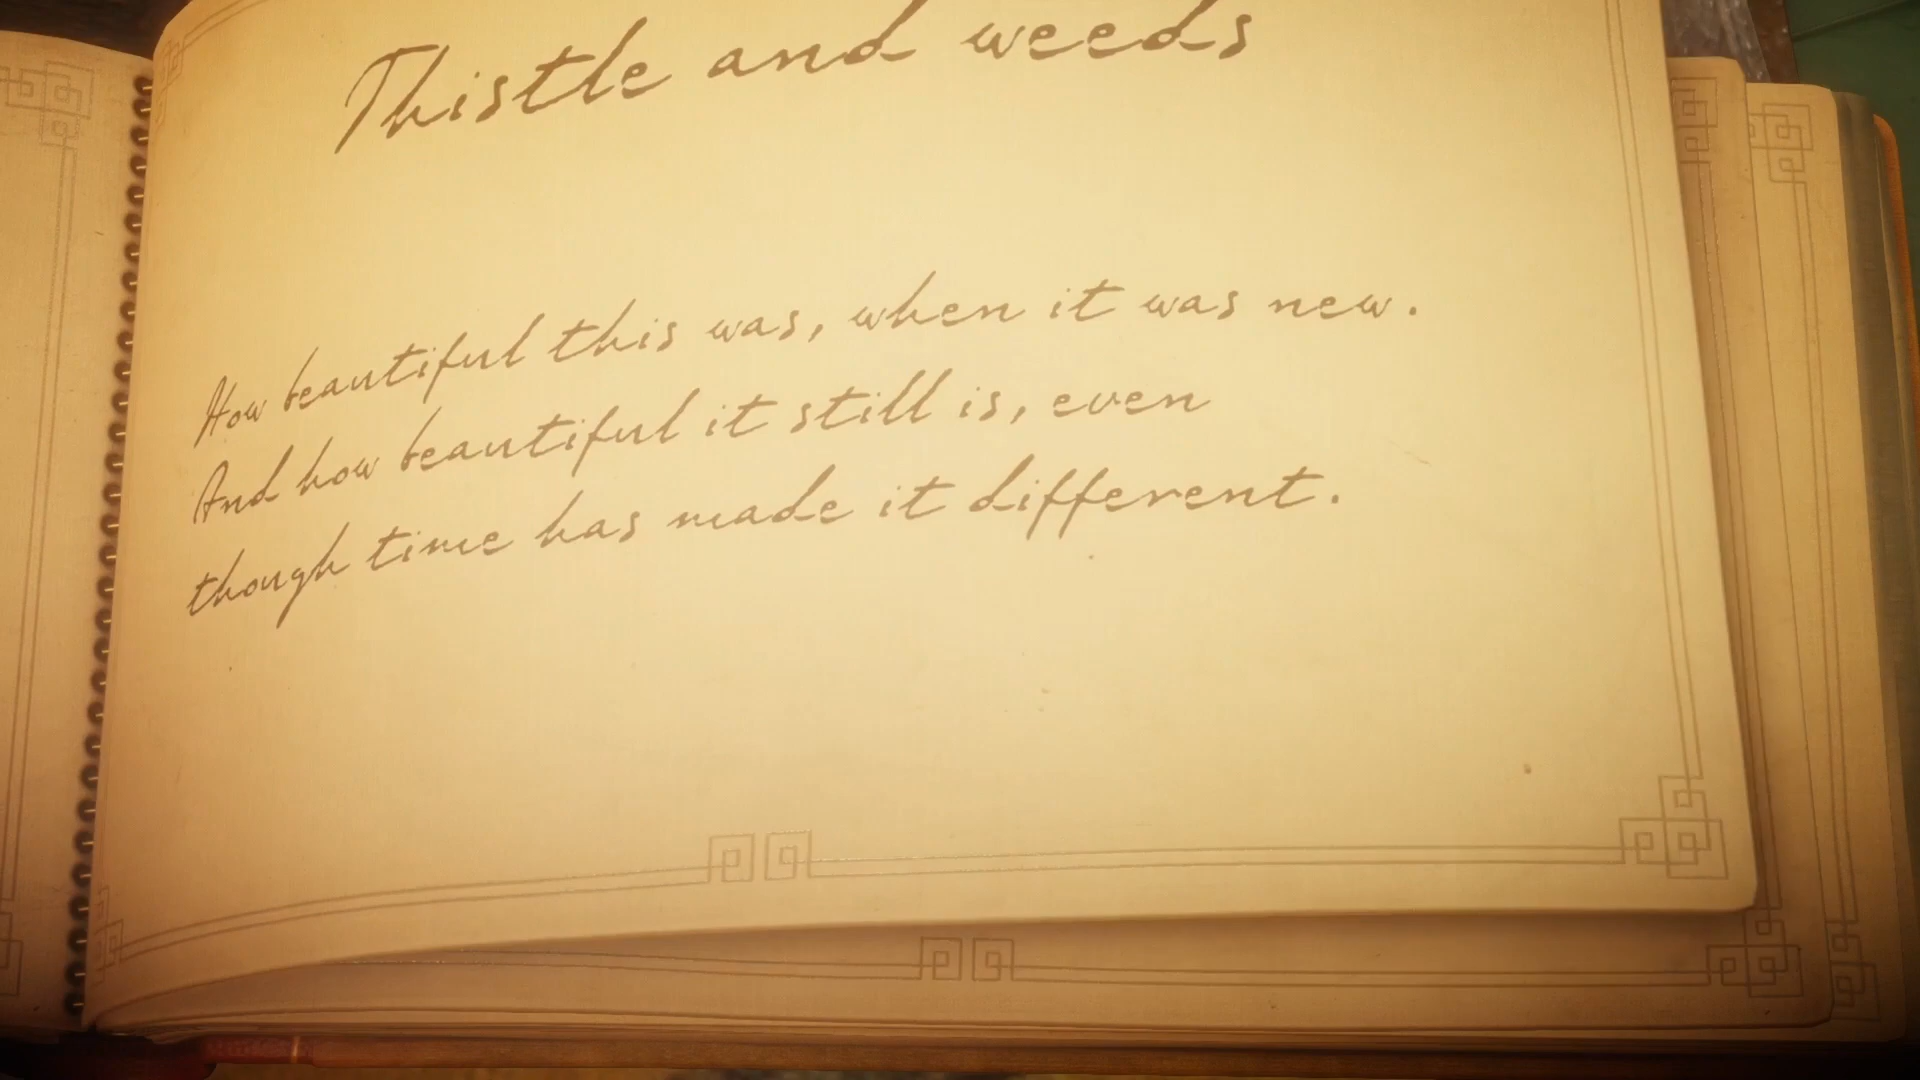 Thistle and weeds
How beautiful this was, when it was new.
And how beautiful it still is, even
though time has made it different.